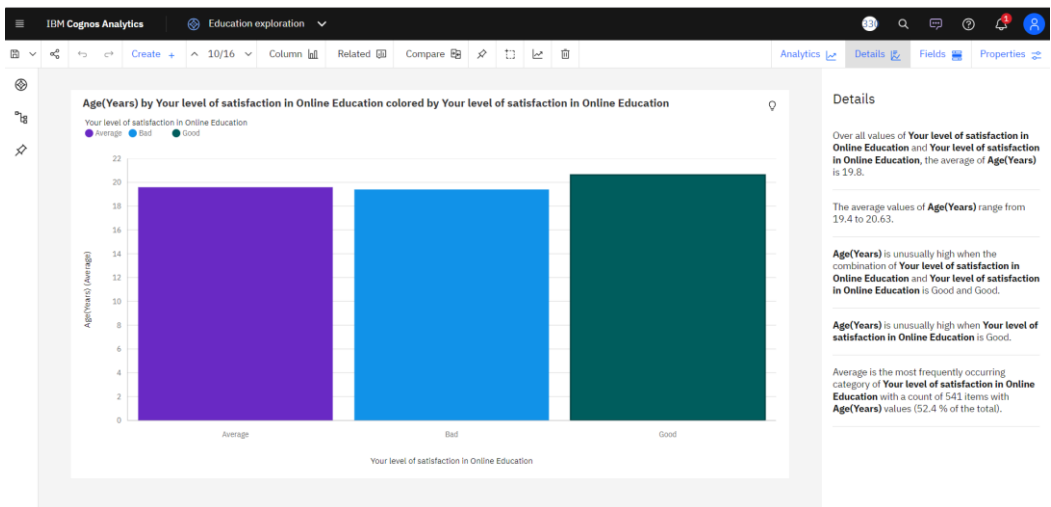 IBM Cognos Analytics
Education exploration
Create +
10/16
Column
Related
Compare
Analytics
Details
Fields
Properties
1
Age(Years) by Your level of satisfaction in Online Education colored by Your level of satisfaction in Online Education
Your level of satisfaction in Online Education
Average
Bad
Good
22
20
18
16
14
12
10
8
6
4
2
0
Age(Years) (Average)
Average
Bad
Good
Your level of satisfaction in Online Education
Details
Over all values of Your level of satisfaction in
Online Education and Your level of satisfaction
in Online Education, the average of Age(Years)
is 19.8.
The average values of Age(Years) range from
19.4 to 20.63.
Age(Years) is unusually high when the
combination of Your level of satisfaction in
Online Education and Your level of satisfaction
in Online Education is Good and Good.
Age(Years) is unusually high when Your level of
satisfaction in Online Education is Good.
Average is the most frequently occurring
category of Your level of satisfaction in Online
Education with a count of 541 items with
Age(Years) values (52.4 % of the total).